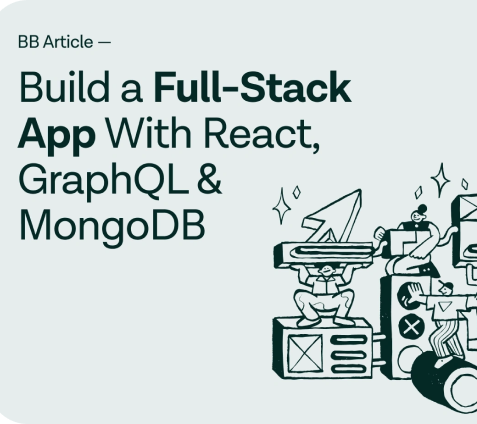 BB Article —
Build a Full-Stack
App With React,
GraphQL &
MongoDB